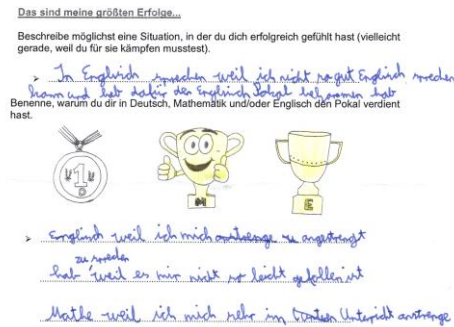 Das sind meine größten Erfolge...
Beschreibe möglichst eine Situation, in der du dich erfolgreich gefühlt hast (vielleicht
gerade, weil du für sie kämpfen musstest).
➢ In Englisch sprechen weil ich nicht so gut Englisch sprechen
kann und hab dafür den Englisch Pokal bekommen hab
Benenne, warum du dir in Deutsch, Mathematik und/oder Englisch den Pokal verdient
hast.
1
D
M
E
➢ Englisch weil ich mich anstrenge zu angestrengt
zu sprechen
hab weil es mir nicht so leicht gefallen ist
Mathe weil ich mich sehr im Unterricht anstrenge